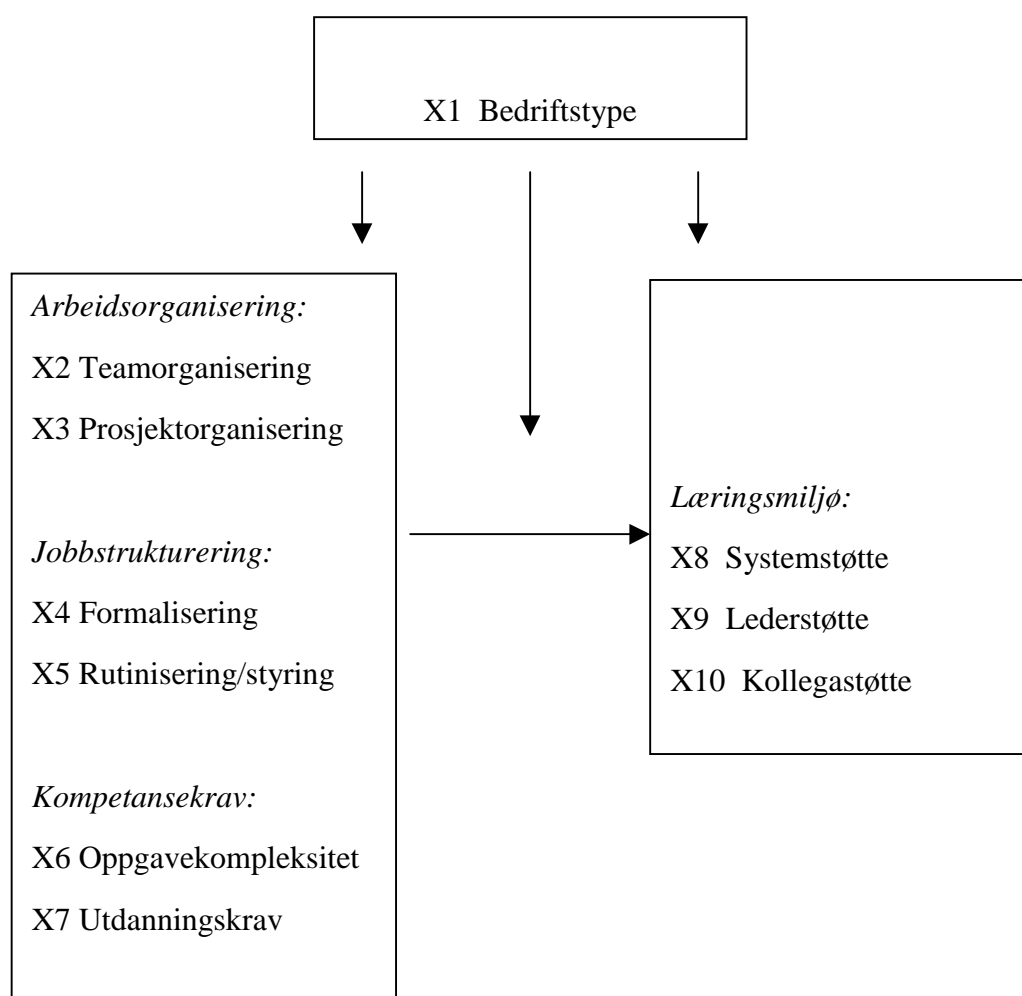 X1 Bedriftstype
Arbeidsorganisering:
X2 Teamorganisering
X3 Prosjektorganisering
Jobbstrukturering:
X4 Formalisering
X5 Rutinisering/styring
Kompetansekrav:
X6 Oppgavekompleksitet
X7 Utdanningskrav
Læringsmiljø:
X8 Systemstøtte
X9 Lederstøtte
X10 Kollegastøtte